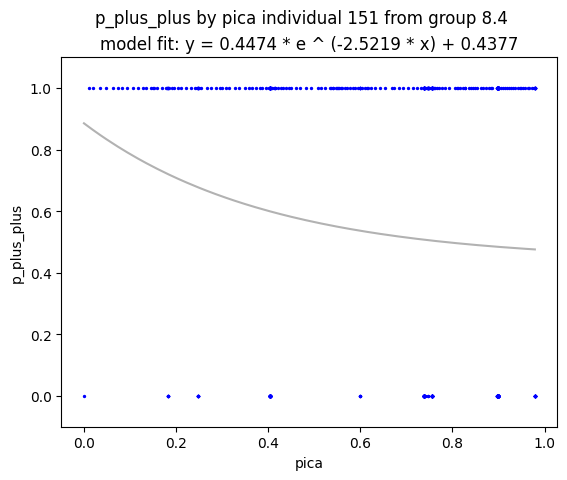 p_plus_plus by pica individual 151 from group 8.4
model fit: y = 0.4474 * e ^ (-2.5219 * x) + 0.4377
1.0
0.8
0.6
0.4
0.2
0.0
p_plus_plus
0.0 0.2 0.4 0.6 0.8 1.0
pica